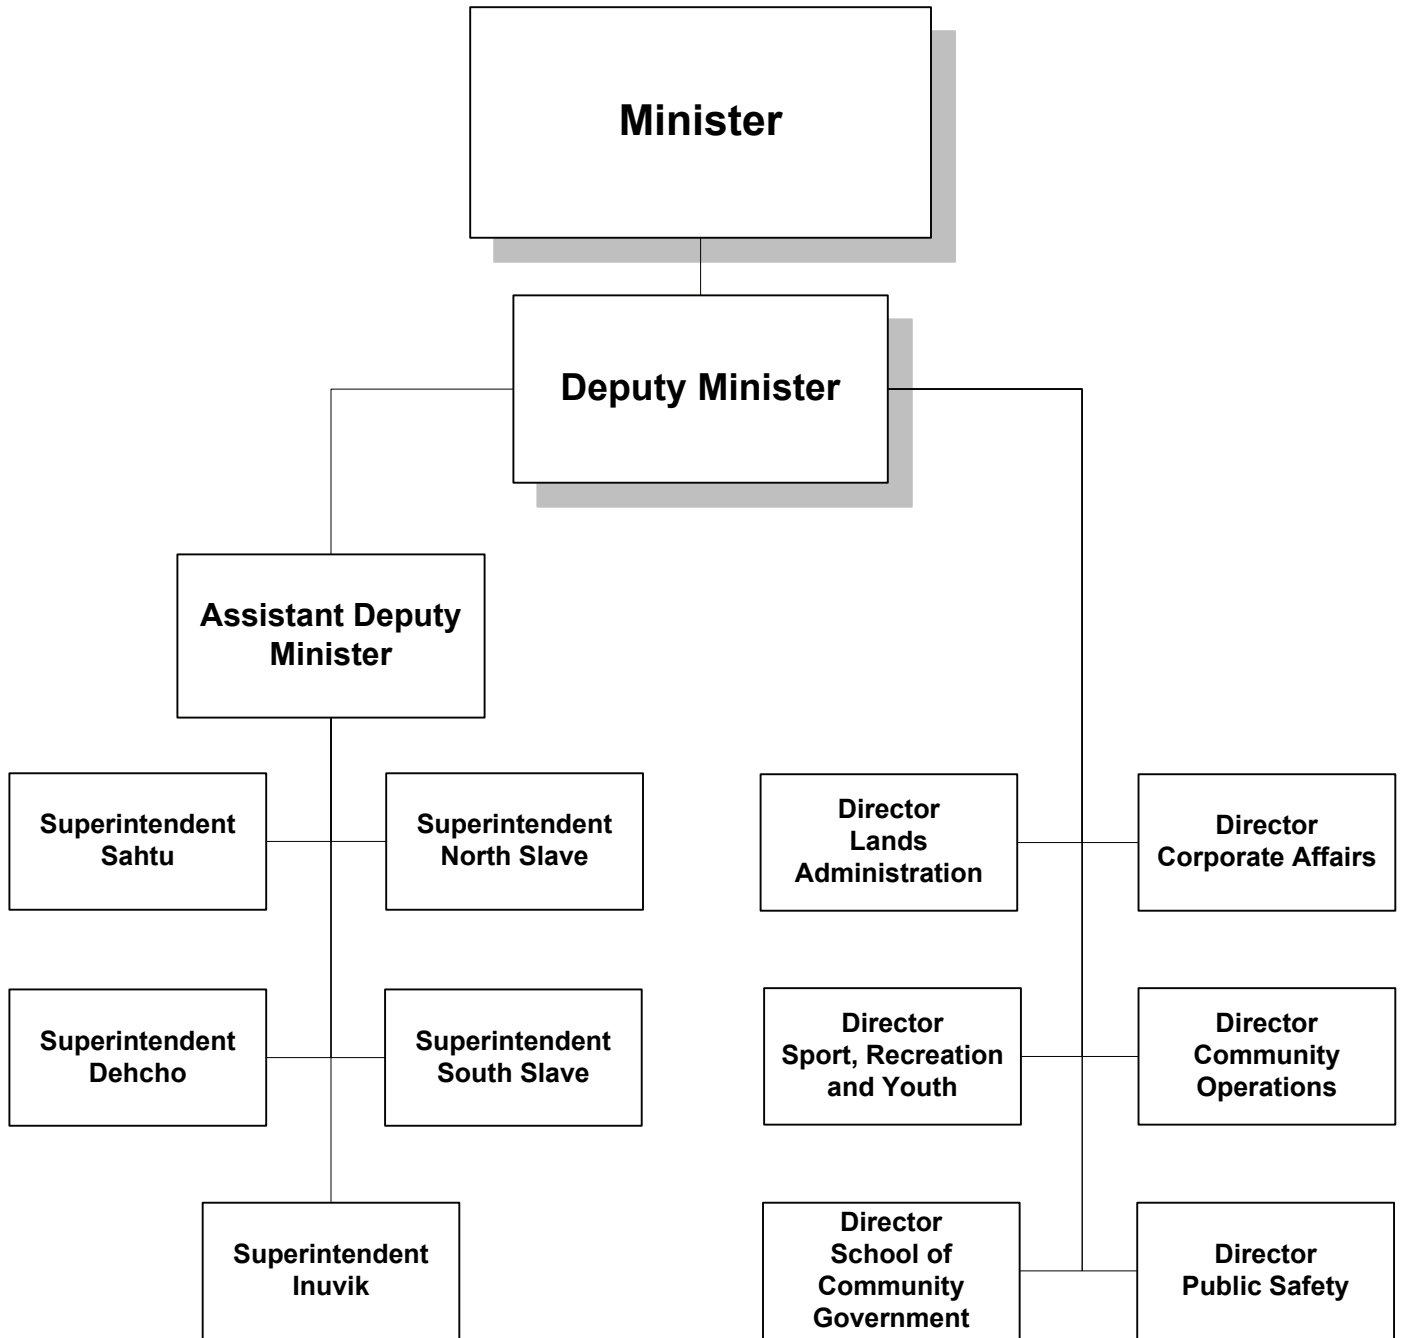 Minister
Deputy Minister
Assistant Deputy
Minister
Superintendent
Sahtu
Superintendent
North Slave
Director
Lands
Administration
Director
Corporate Affairs
Superintendent
Dehcho
Superintendent
South Slave
Director
Sport, Recreation
and Youth
Director
Community
Operations
Superintendent
Inuvik
Director
School of
Community
Government
Director
Public Safety